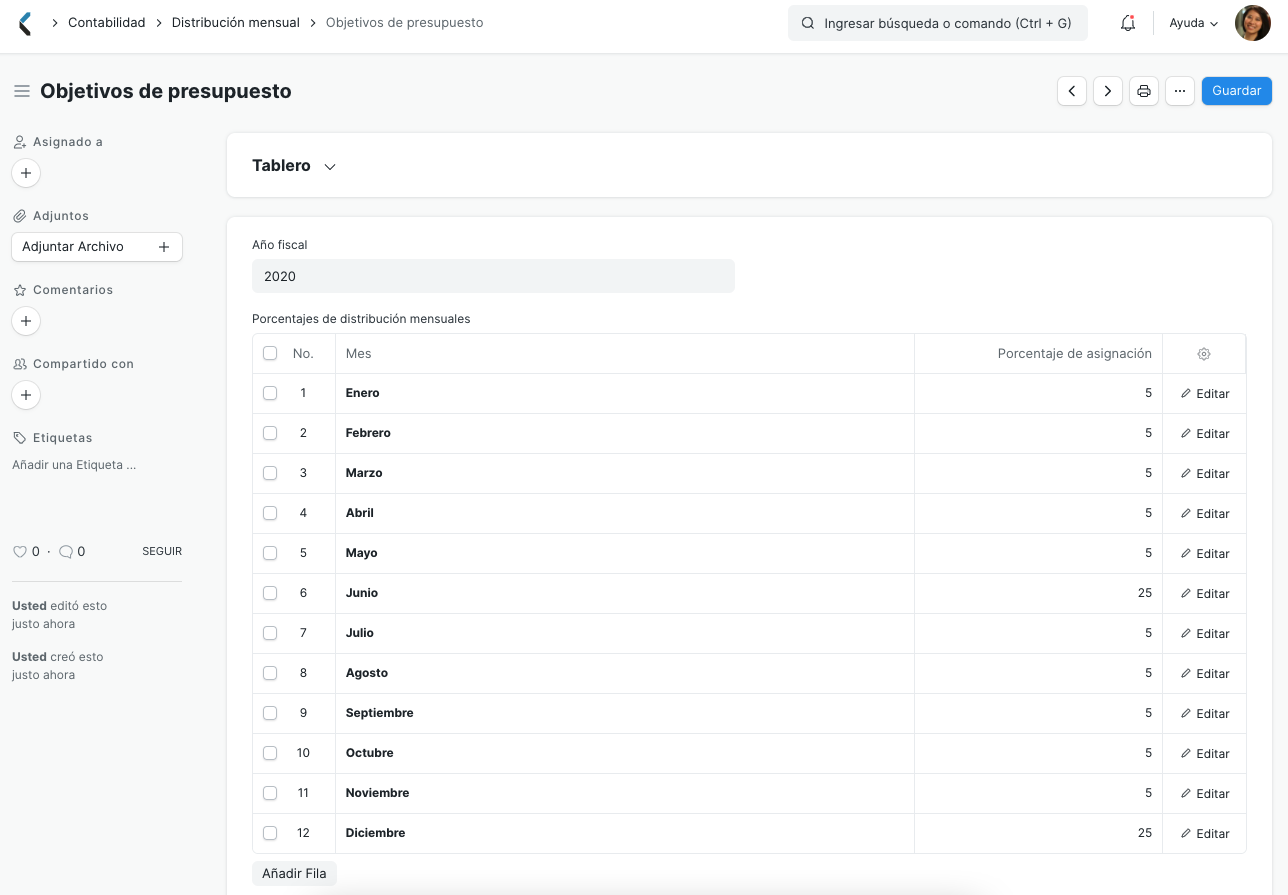 Contabilidad Distribución mensual Objetivos de presupuesto
Ingresar búsqueda o comando (Ctrl + G)
Ayuda
Objetivos de presupuesto
Guardar
Asignado a
Adjuntos
Adjuntar Archivo
Comentarios
Compartido con
Etiquetas
Añadir una Etiqueta ...
0 · 0 SEGUIR
Usted editó esto
justo ahora
Usted creó esto
justo ahora
Tablero
Año fiscal
2020
Porcentajes de distribución mensuales
No. Mes Porcentaje de asignación
1 Enero 5 Editar
2 Febrero 5 Editar
3 Marzo 5 Editar
4 Abril 5 Editar
5 Mayo 5 Editar
6 Junio 25 Editar
7 Julio 5 Editar
8 Agosto 5 Editar
9 Septiembre 5 Editar
10 Octubre 5 Editar
11 Noviembre 5 Editar
12 Diciembre 25 Editar
Añadir Fila